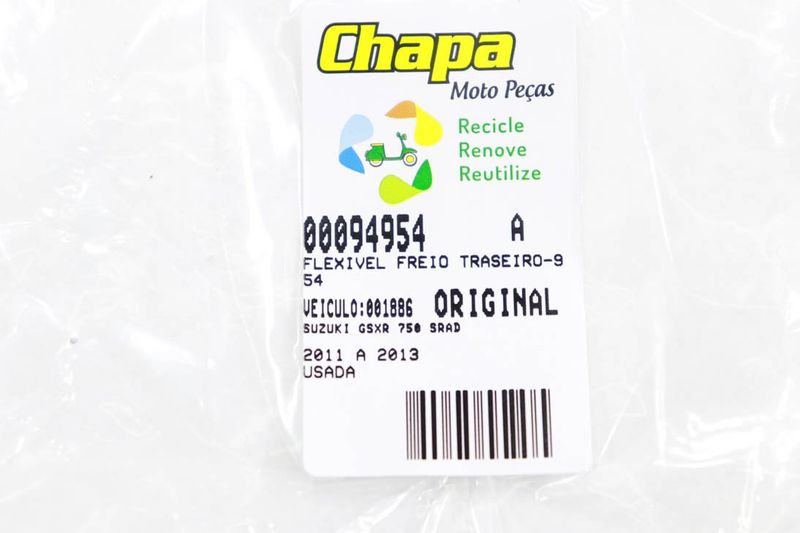 Chapa
Moto Peças
Recicle
Renove
Reutilize
00094954 A
FLEXIVEL FREIO TRASEIRO-9
54
VEICULO:001886 ORIGINAL
SUZUKI GSXR 750 SRAD
2011 A 2013
USADA